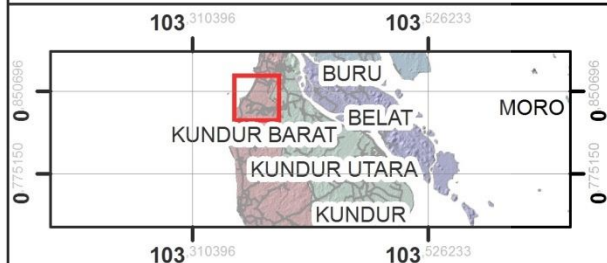 103,310396 103,526233
0,850696 BURU 0,850696
MORO
BELAT
KUNDUR BARAT
0,775150 KUNDUR UTARA 0,775150
KUNDUR
103,310396 103,526233